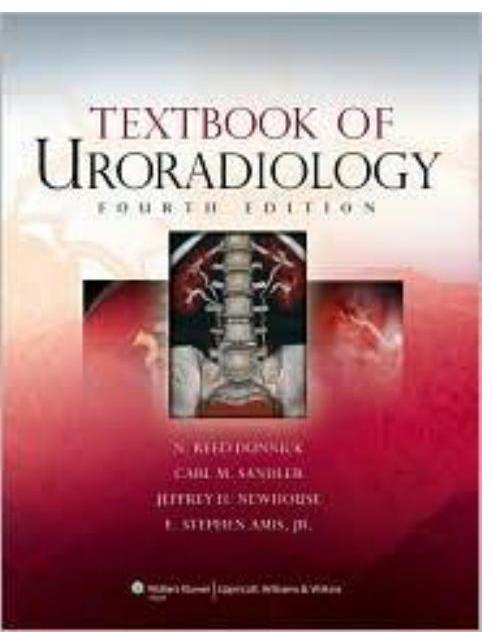 TEXTBOOK OF
URORADIOLOGY
FOURTH EDITION
N. REED DUNNICK
CARL M. SANDLER
JEFFREY H. NEWHOUSE
E. STEPHEN AMIS, JR.
Wolters Kluwer | Lippincott Williams & Wilkins